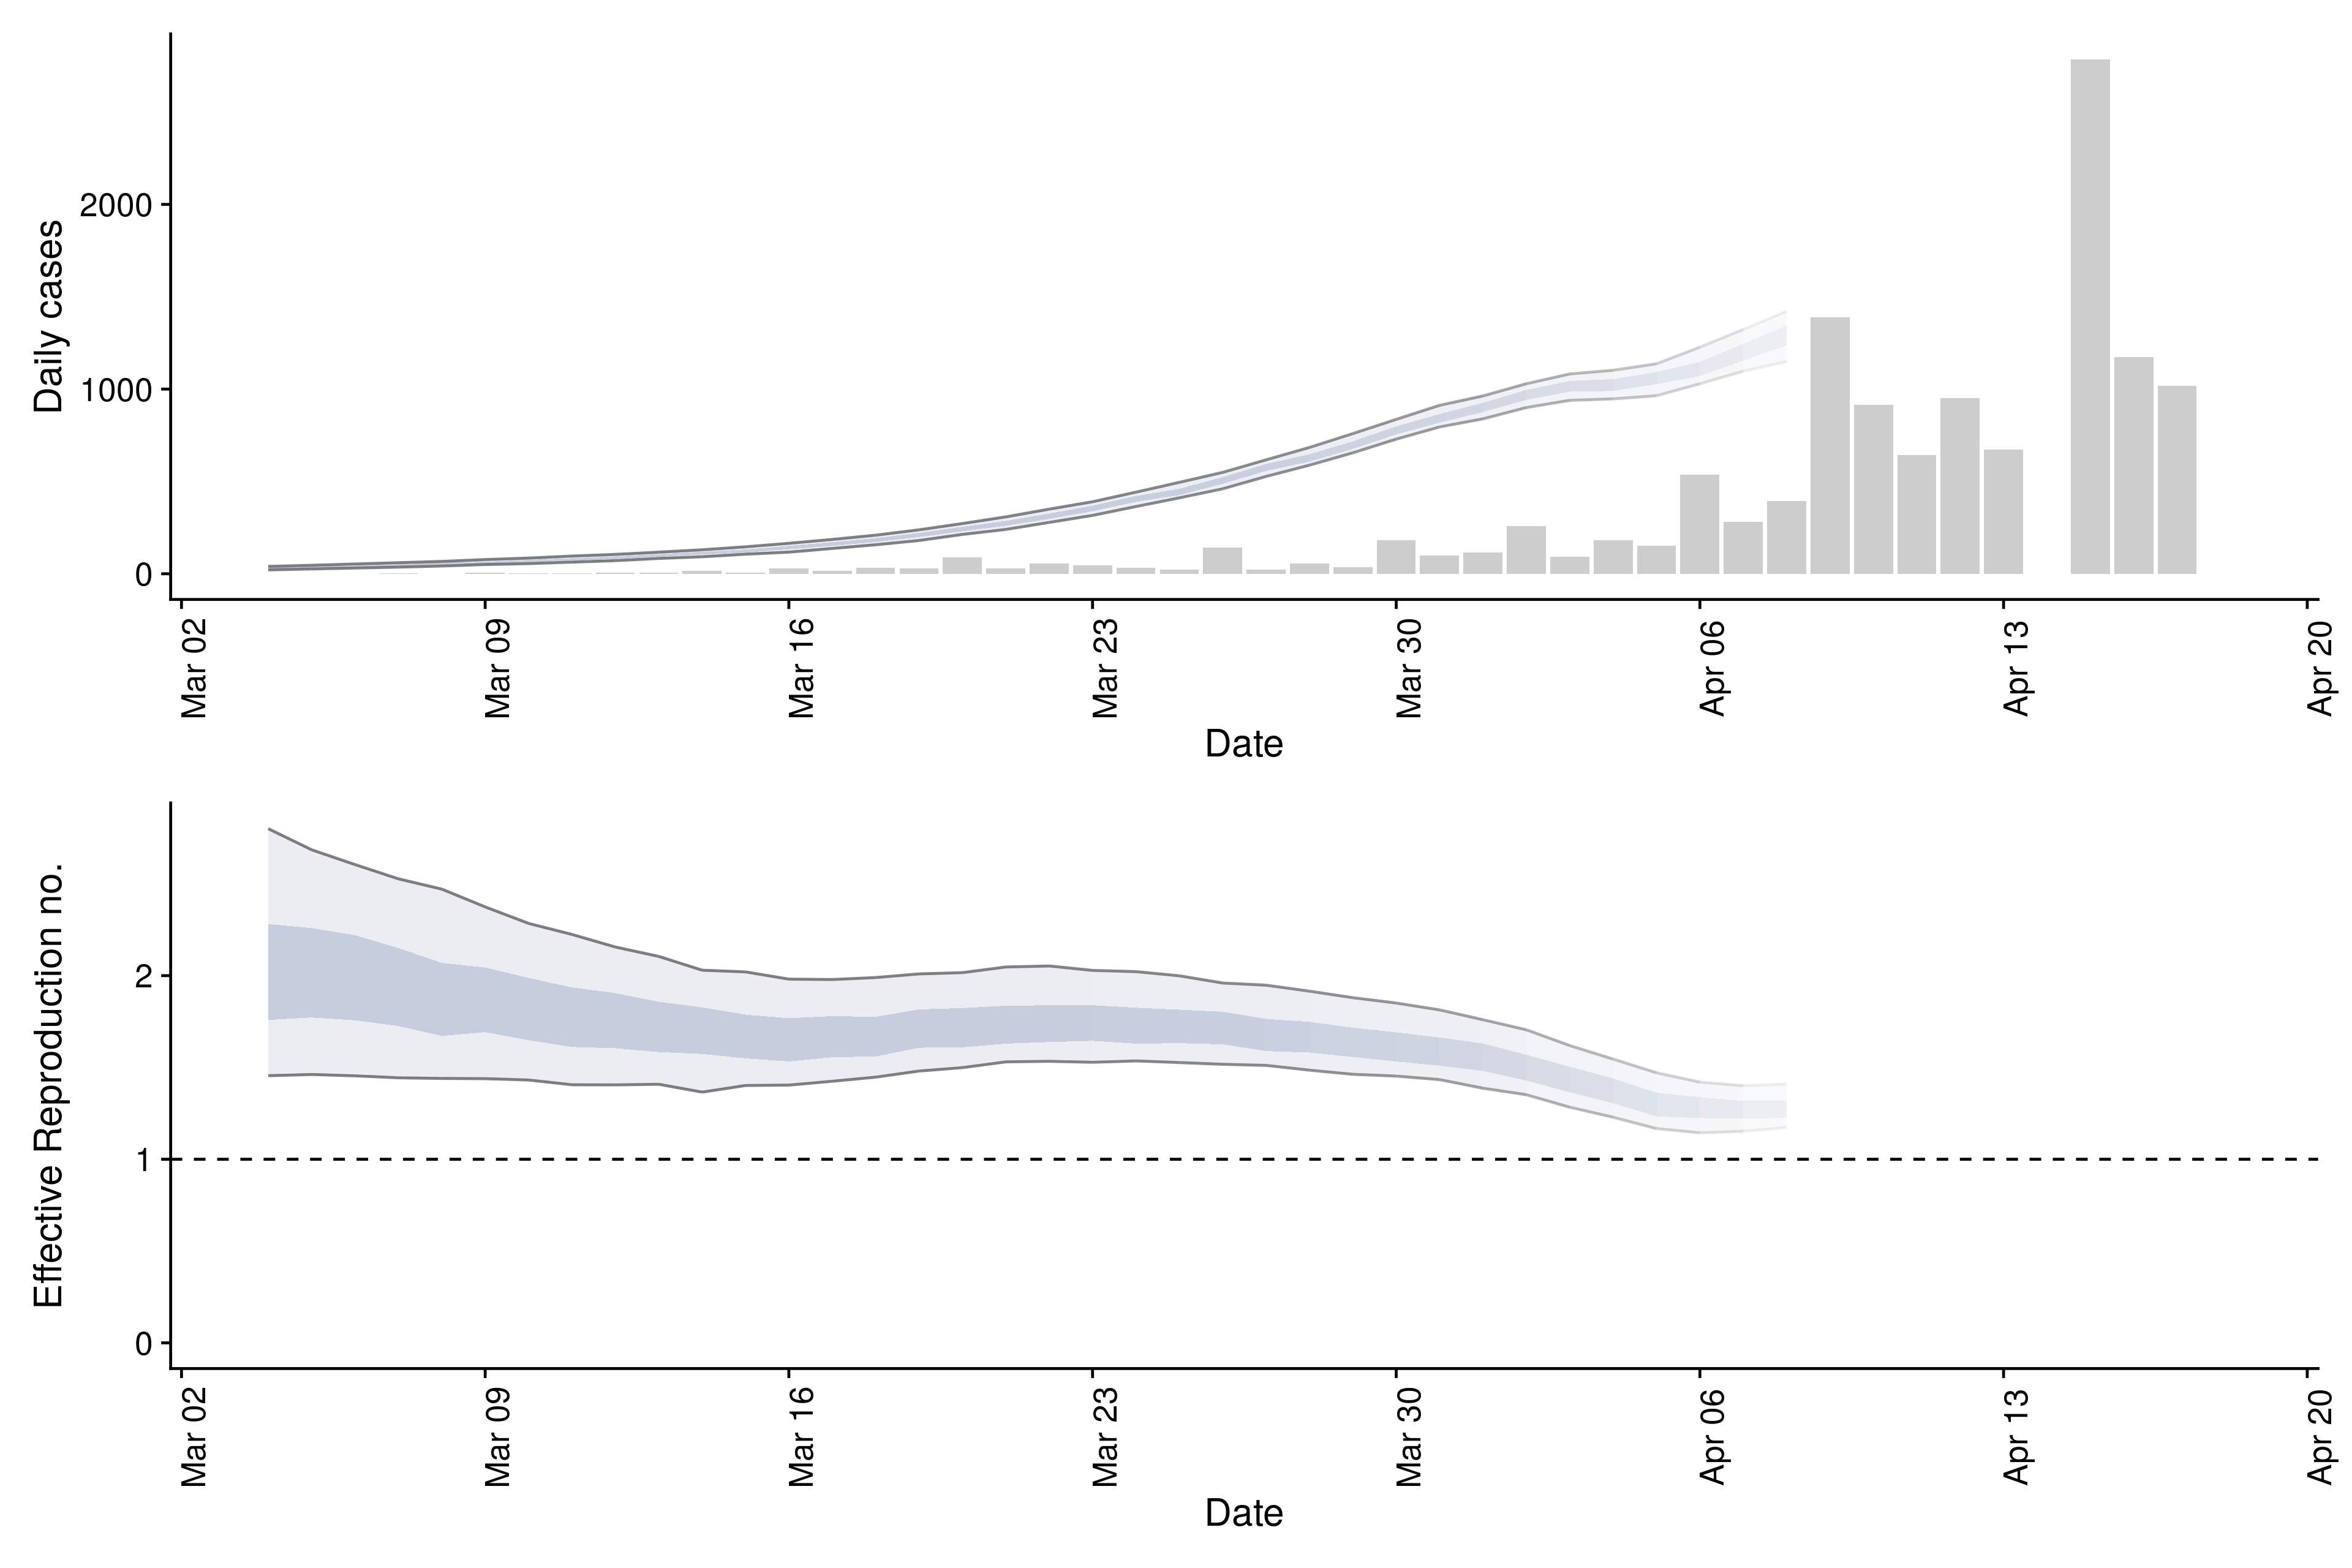 Daily cases
2000
1000
0
Mar 02
Mar 09
Mar 16
Mar 23
Mar 30
Apr 06
Apr 13
Apr 20
Date
Effective Reproduction no.
2
1
0
Mar 02
Mar 09
Mar 16
Mar 23
Mar 30
Apr 06
Apr 13
Apr 20
Date